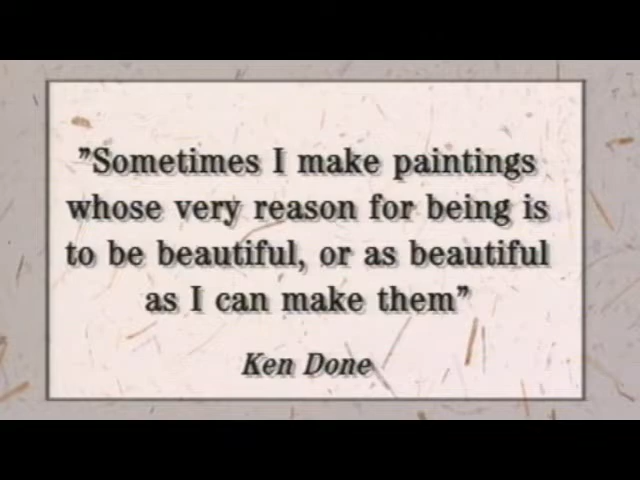 ”Sometimes I make paintings
whose very reason for being is
to be beautiful, or as beautiful
as I can make them”
Ken Done